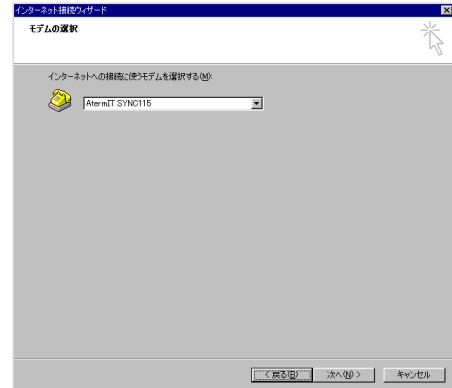 インターネット接続ウィザード
モデムの選択
インターネットへの接続に使うモデムを選択する(M):
AtermIT SYNC115
< 戻る(B) 次へ(N) > キャンセル